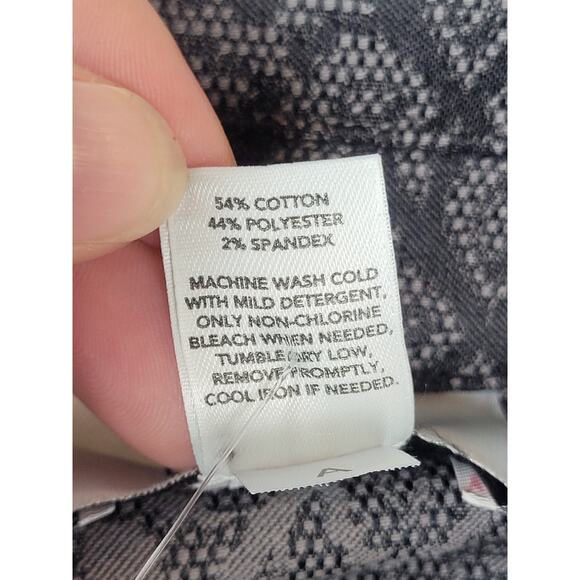 54% COTTON
44% POLYESTER
2% SPANDEX
MACHINE WASH COLD
WITH MILD DETERGENT,
ONLY NON-CHLORINE
BLEACH WHEN NEEDED,
TUMBLE DRY LOW,
REMOVE PROMPTLY,
COOL IRON IF NEEDED.